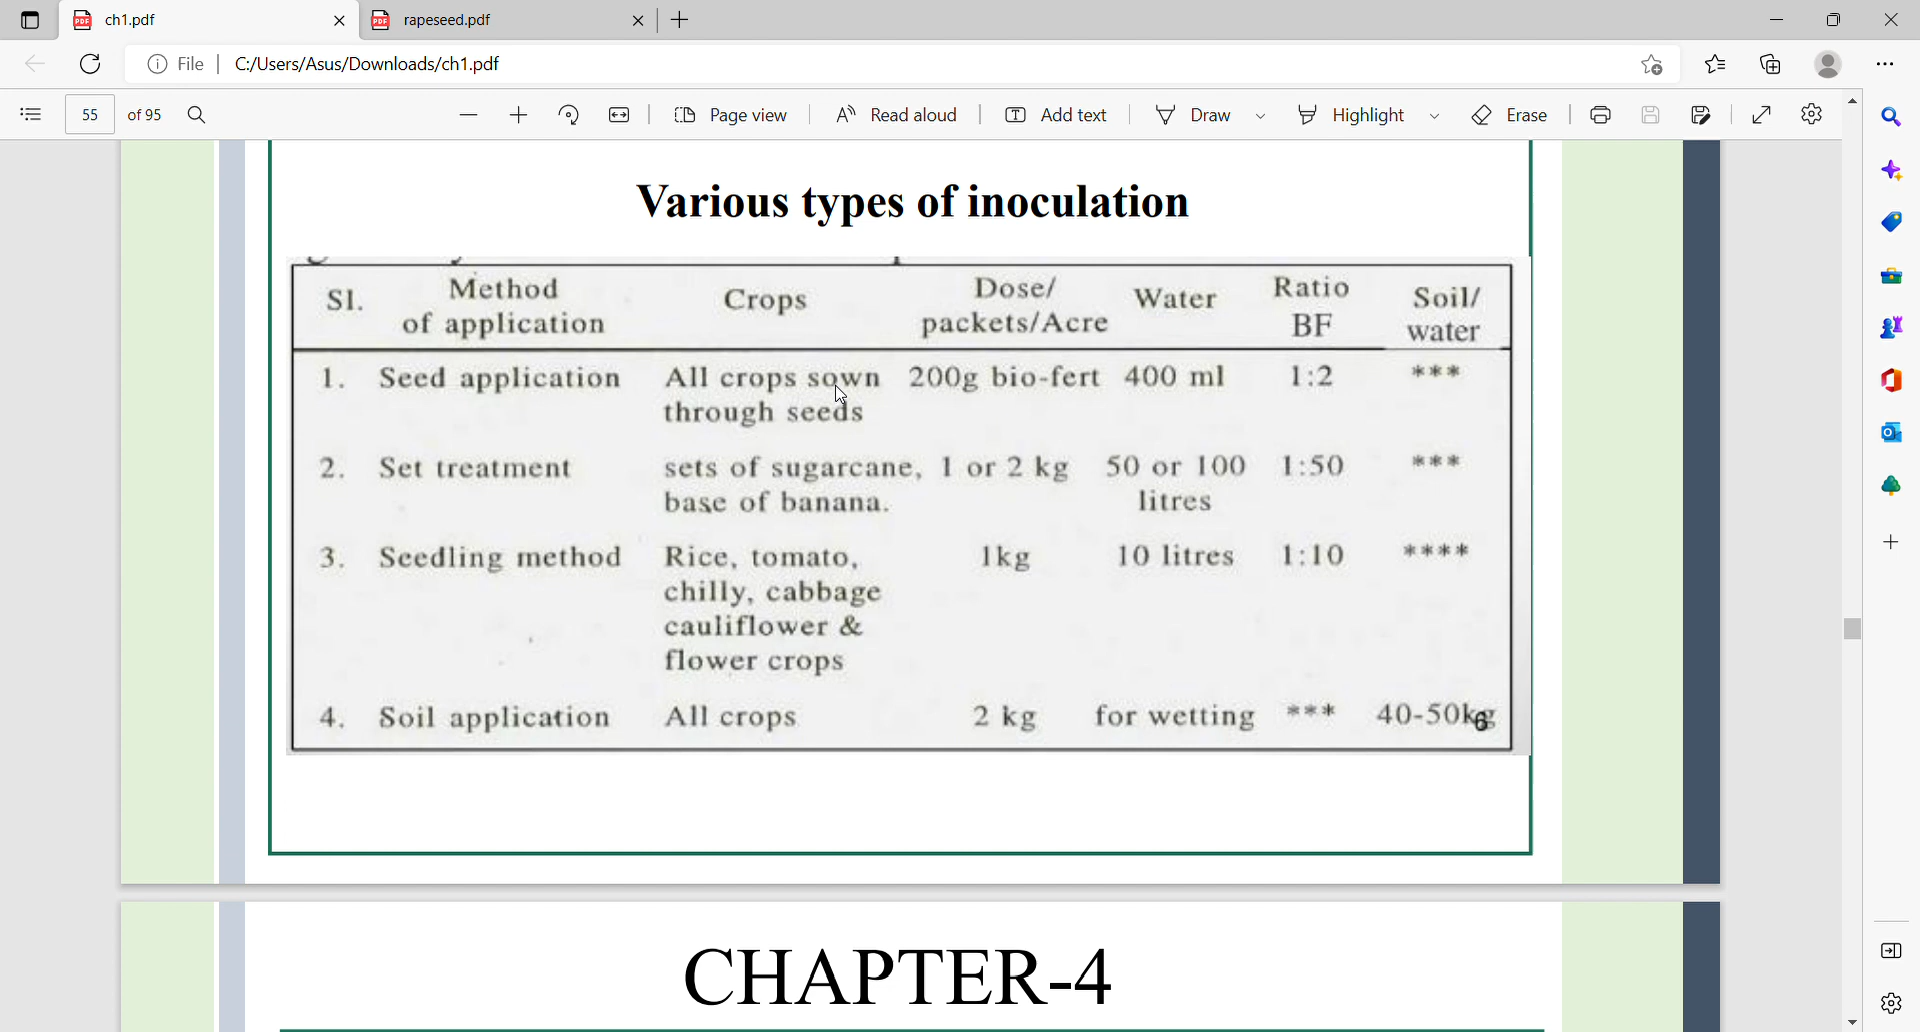 ch1.pdf
rapeseed.pdf
File
C:/Users/Asus/Downloads/ch1.pdf
55 of 95
Page view
Read aloud
Add text
Draw
Highlight
Erase
Various types of inoculation
Sl. Method of application Crops Dose/ packets/Acre Water Ratio BF Soil/ water
1. Seed application All crops sown through seeds 200g bio-fert 400 ml 1:2 ***
2. Set treatment sets of sugarcane, base of banana. 1 or 2 kg 50 or 100 litres 1:50 ***
3. Seedling method Rice, tomato, chilly, cabbage cauliflower & flower crops 1kg 10 litres 1:10 ****
4. Soil application All crops 2 kg for wetting *** 40-50kg
6
CHAPTER-4